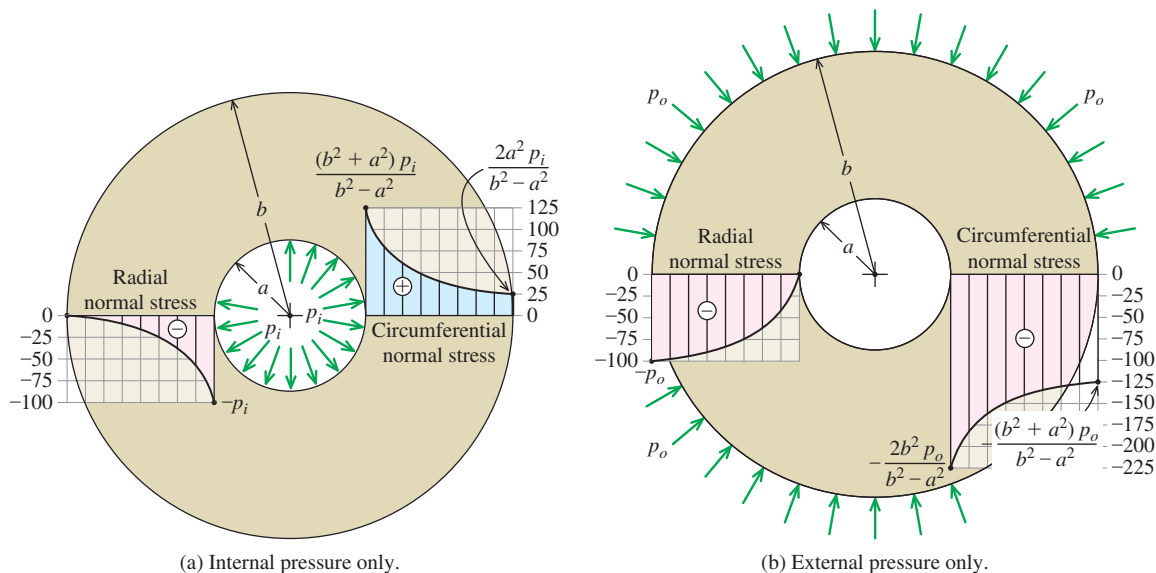 (b² + a²) pᵢ
b² – a²
2a² pᵢ
b² – a²
b
a
Radial
normal stress
125
100
75
50
25
0
+
Circumferential
normal stress
0
–25
–50
–75
–100
–
–pᵢ
pᵢ pᵢ
(a) Internal pressure only.
pₒ
pₒ
b
a
Radial
normal stress
Circumferential
normal stress
0
–25
–50
–75
–100
–
–pₒ
0
–25
–50
–75
–100
–125
–150
–175
–200
–225
–
– 2b² pₒ
b² – a²
– (b² + a²) pₒ
b² – a²
pₒ
(b) External pressure only.